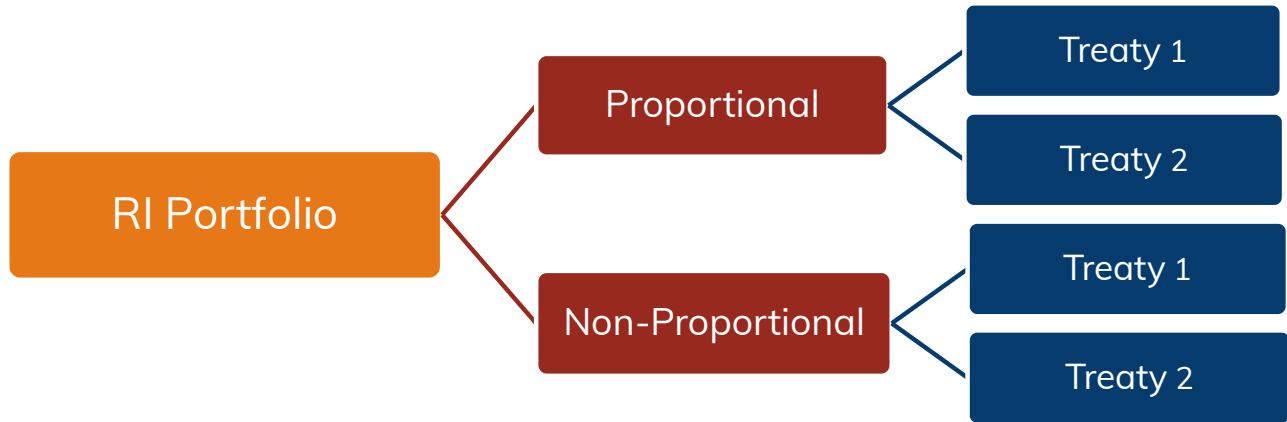 RI Portfolio
Proportional
Treaty 1
Treaty 2
Non-Proportional
Treaty 1
Treaty 2